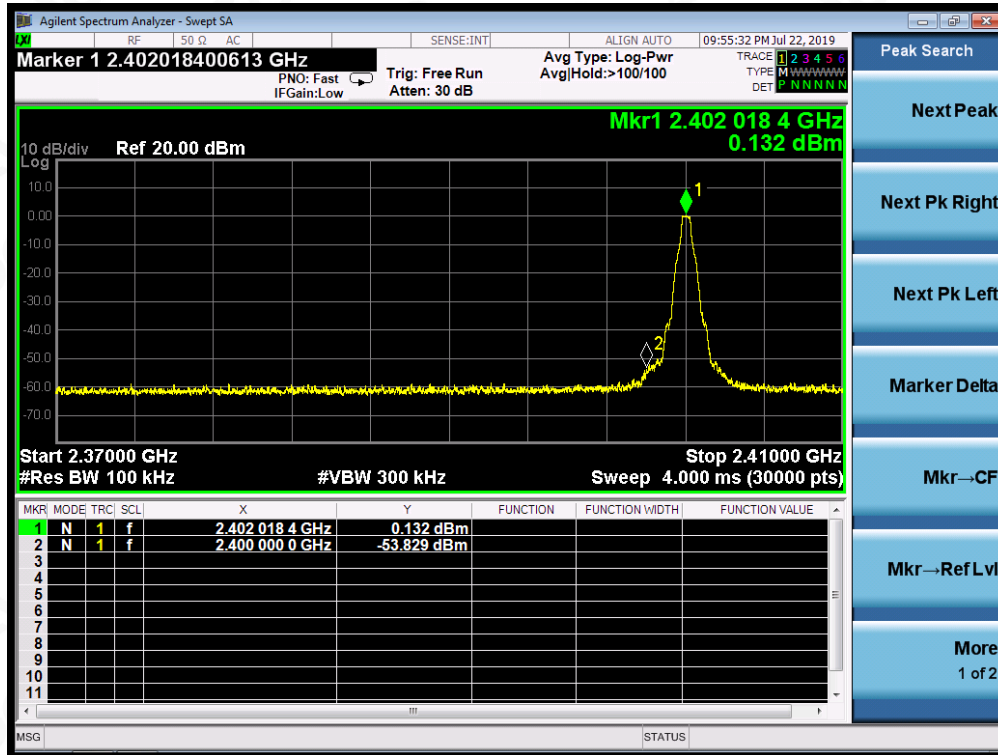 Agilent Spectrum Analyzer - Swept SA
LXI RF 50 Ω AC SENSE:INT ALIGN AUTO 09:55:32 PM Jul 22, 2019
Marker 1 2.402018400613 GHz
PNO: Fast
IFGain:Low
Trig: Free Run
Atten: 30 dB
Avg Type: Log-Pwr
Avg|Hold:>100/100
TRACE 1 2 3 4 5 6
TYPE M WWWWW
DET P N N N N N
Mkr1 2.402 018 4 GHz
0.132 dBm
10 dB/div Ref 20.00 dBm
Log
10.0
0.00
-10.0
-20.0
-30.0
-40.0
-50.0
-60.0
-70.0
1
2
Start 2.37000 GHz Stop 2.41000 GHz
#Res BW 100 kHz #VBW 300 kHz Sweep 4.000 ms (30000 pts)
MKR MODE TRC SCL X Y FUNCTION FUNCTION WIDTH FUNCTION VALUE
1 N 1 f 2.402 018 4 GHz 0.132 dBm
2 N 1 f 2.400 000 0 GHz -53.829 dBm
3
4
5
6
7
8
9
10
11
MSG STATUS
Peak Search
Next Peak
Next Pk Right
Next Pk Left
Marker Delta
Mkr→CF
Mkr→Ref Lvl
More
1 of 2